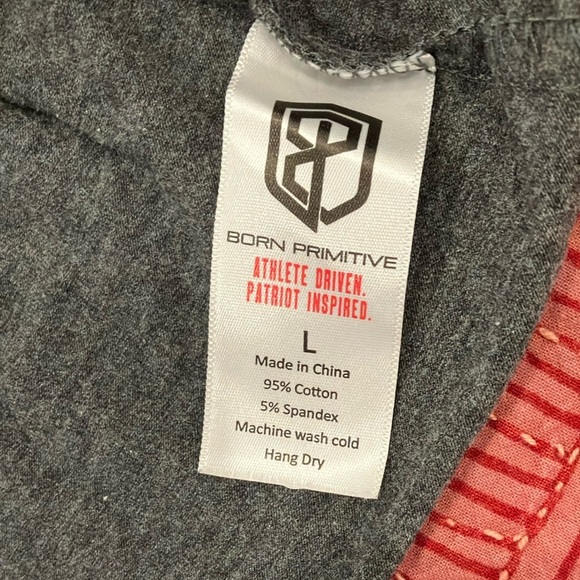 BORN PRIMITIVE
ATHLETE DRIVEN.
PATRIOT INSPIRED.
L
Made in China
95% Cotton
5% Spandex
Machine wash cold
Hang Dry